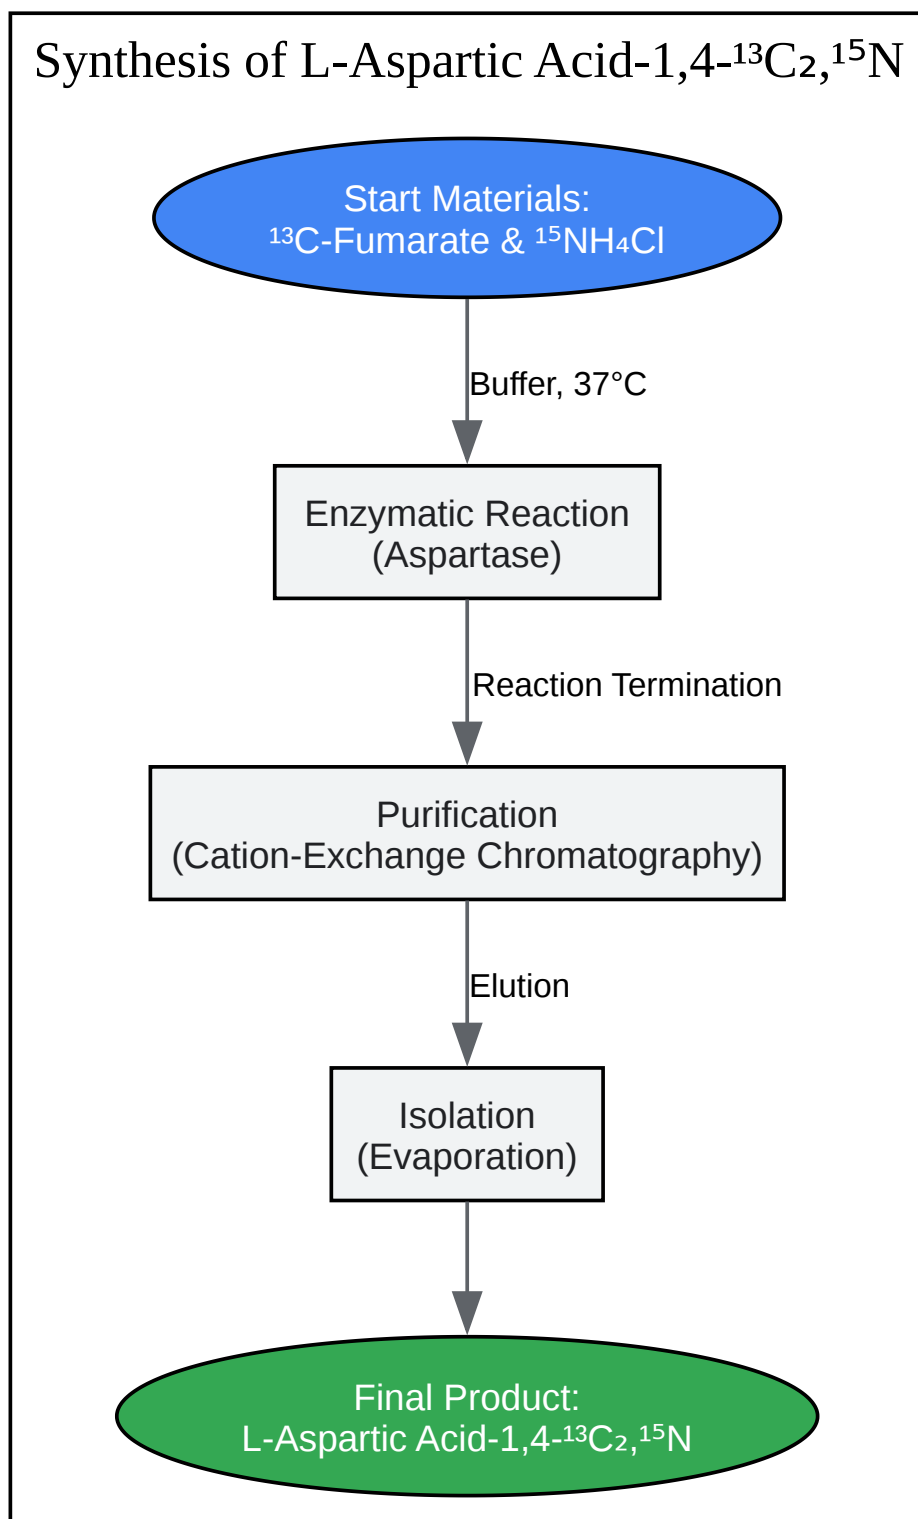 Synthesis of L-Aspartic Acid-1,4-¹³C₂,¹⁵N
Start Materials:
¹³C-Fumarate & ¹⁵NH₄Cl
Buffer, 37°C
Enzymatic Reaction
(Aspartase)
Reaction Termination
Purification
(Cation-Exchange Chromatography)
Elution
Isolation
(Evaporation)
Final Product:
L-Aspartic Acid-1,4-¹³C₂,¹⁵N